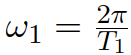 ω₁ = 2π/T₁